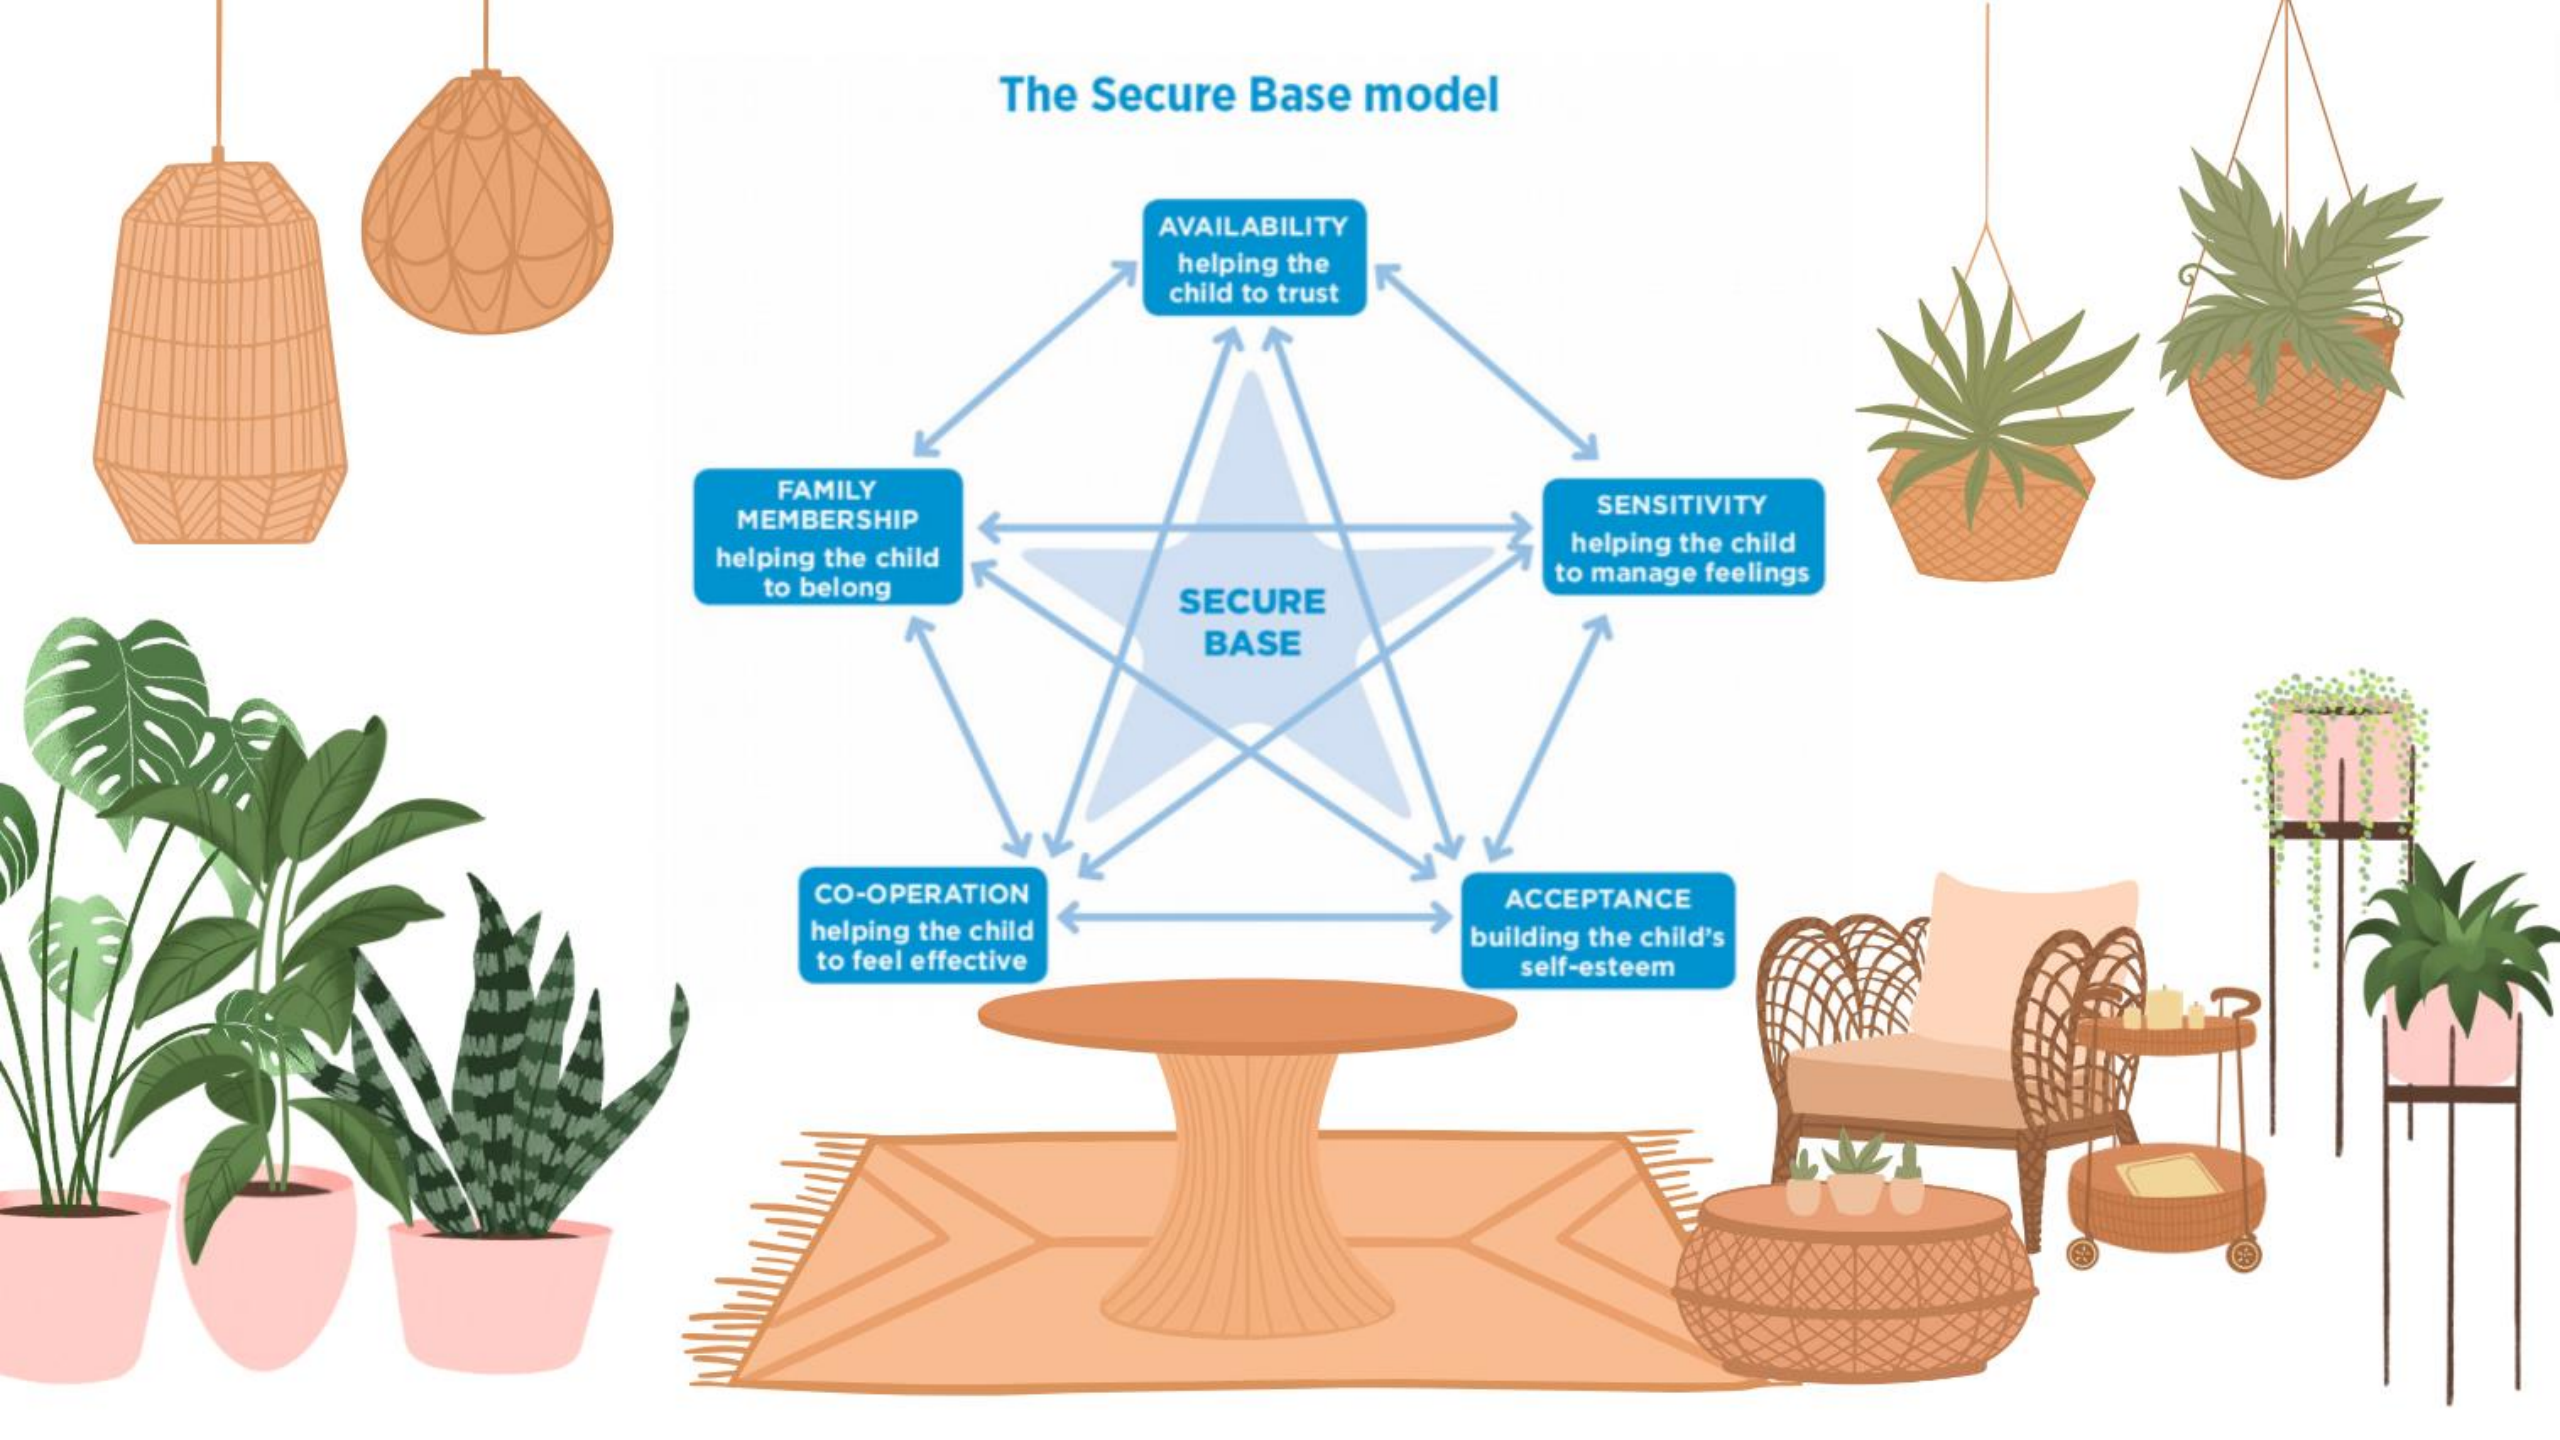 The Secure Base model
AVAILABILITY
helping the
child to trust
FAMILY
MEMBERSHIP
helping the child
to belong
SENSITIVITY
helping the child
to manage feelings
SECURE
BASE
CO-OPERATION
helping the child
to feel effective
ACCEPTANCE
building the child's
self-esteem